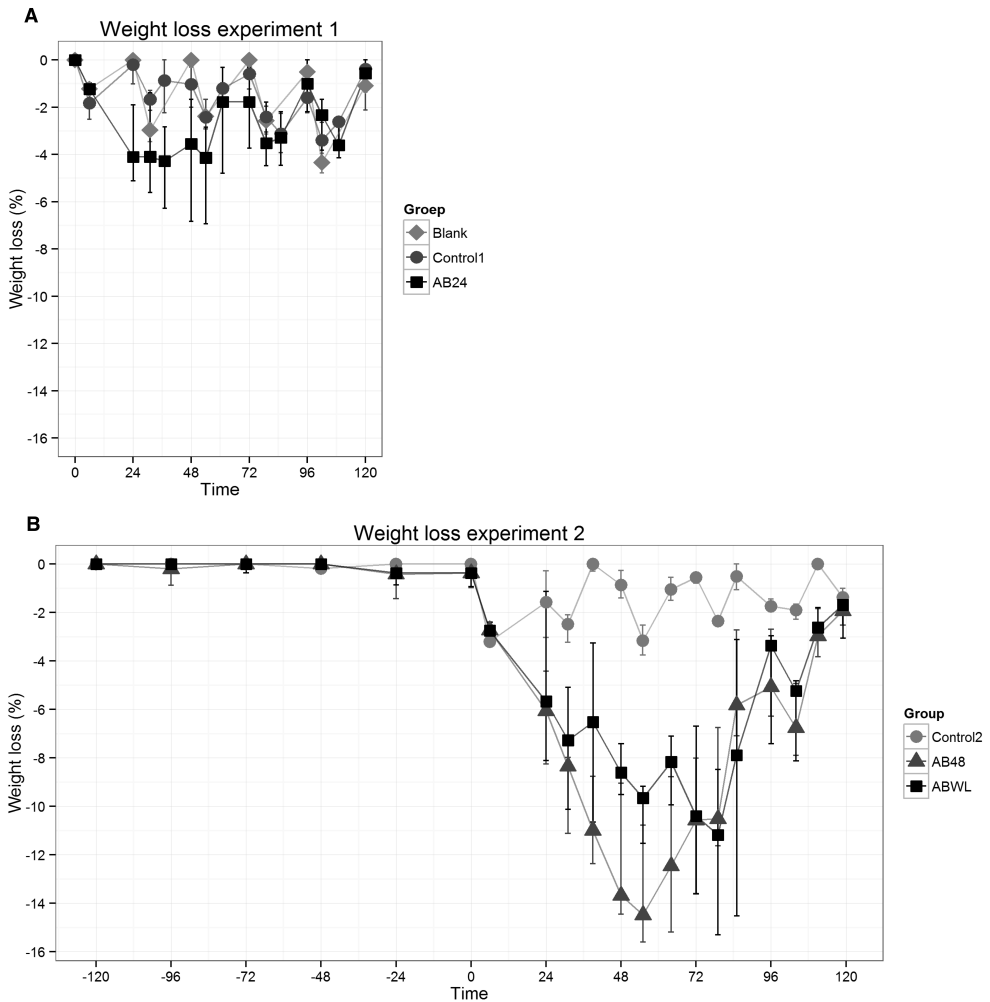 A
Weight loss experiment 1
0
-2
-4
-6
-8
-10
-12
-14
-16
Weight loss (%)
0 24 48 72 96 120
Time
Groep
Blank
Control1
AB24
B
Weight loss experiment 2
0
-2
-4
-6
-8
-10
-12
-14
-16
Weight loss (%)
-120 -96 -72 -48 -24 0 24 48 72 96 120
Time
Group
Control2
AB48
ABWL